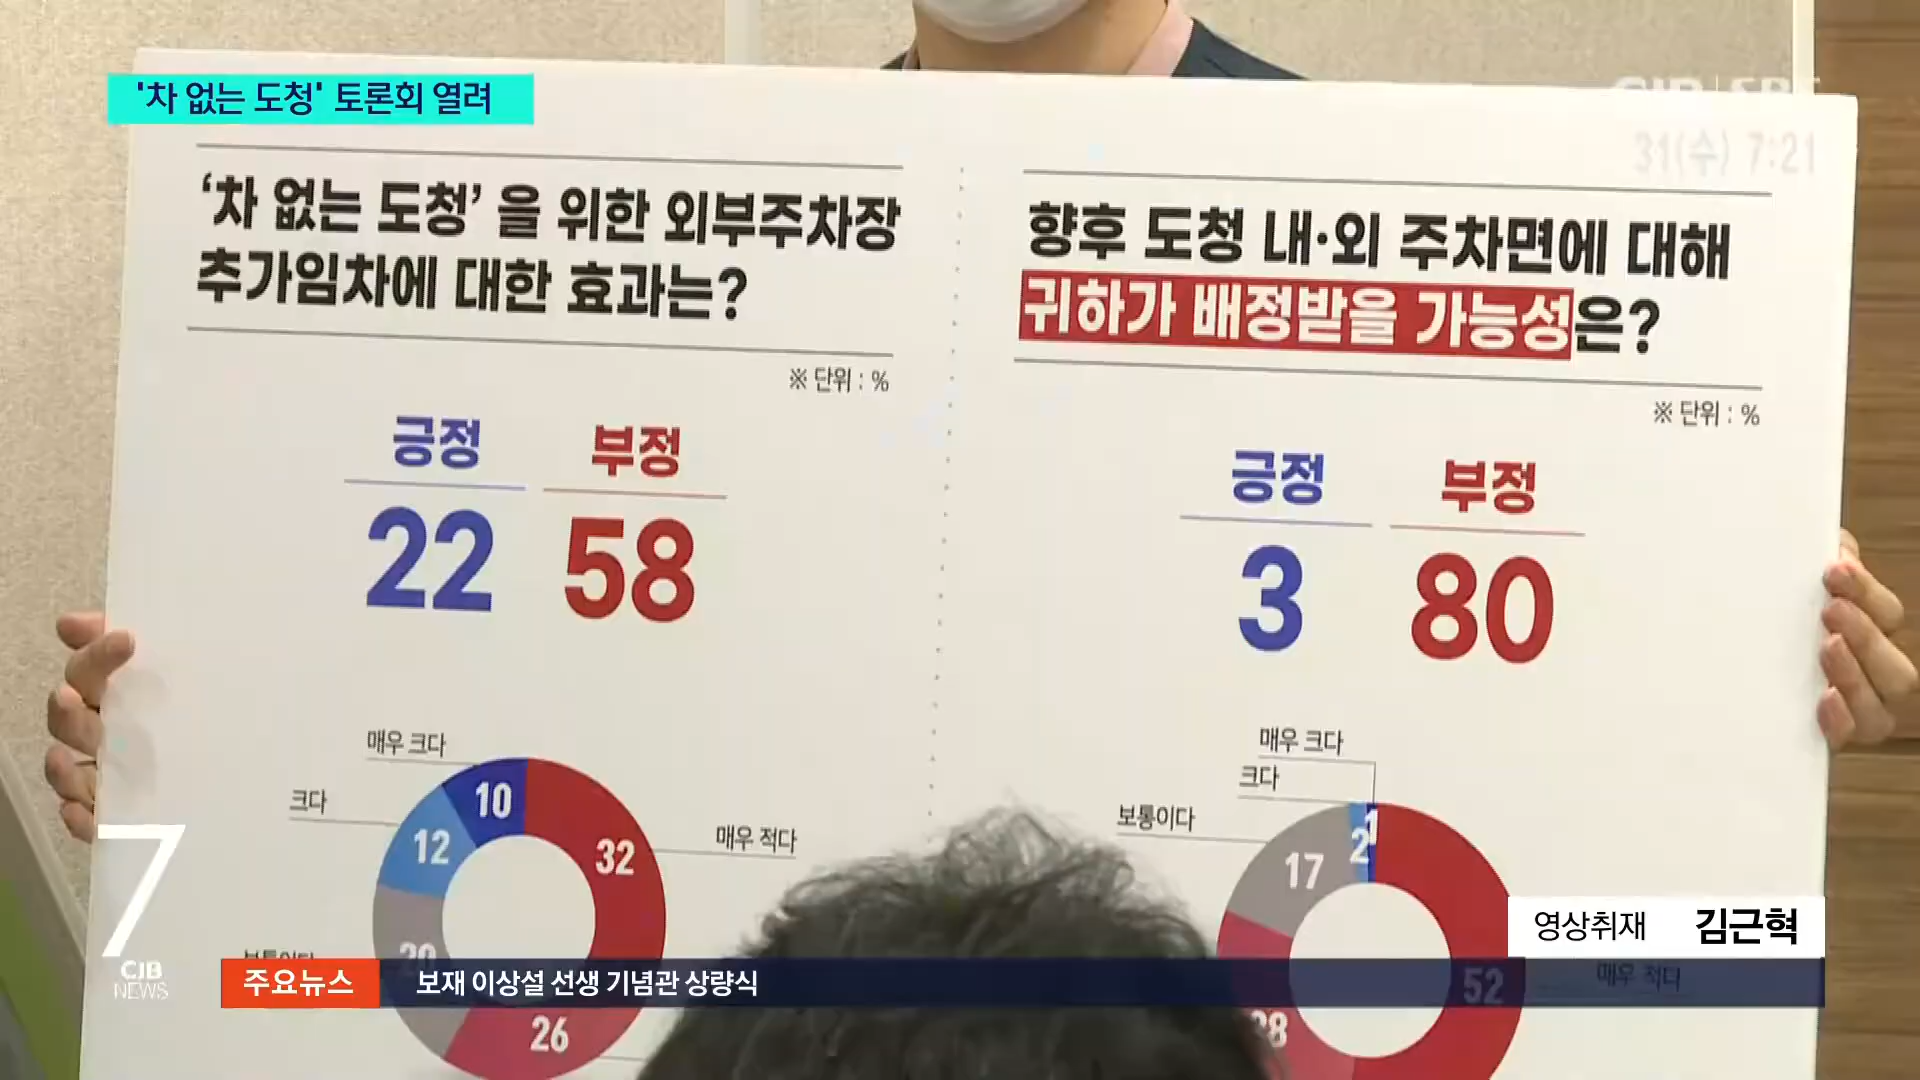 '차 없는 도청' 토론회 열려
31(수) 7:21
‘차 없는 도청’ 을 위한 외부주차장
추가임차에 대한 효과는?
※ 단위 : %
긍정 부정
22 58
매우 크다
크다
10
12
32
매우 적다
20
26
향후 도청 내·외 주차면에 대해
귀하가 배정받을 가능성은?
※ 단위 : %
긍정 부정
3 80
매우 크다
크다
보통이다
1
2
17
52
매우 적다
영상취재 김근혁
7
CJB
NEWS
주요뉴스 보재 이상설 선생 기념관 상량식